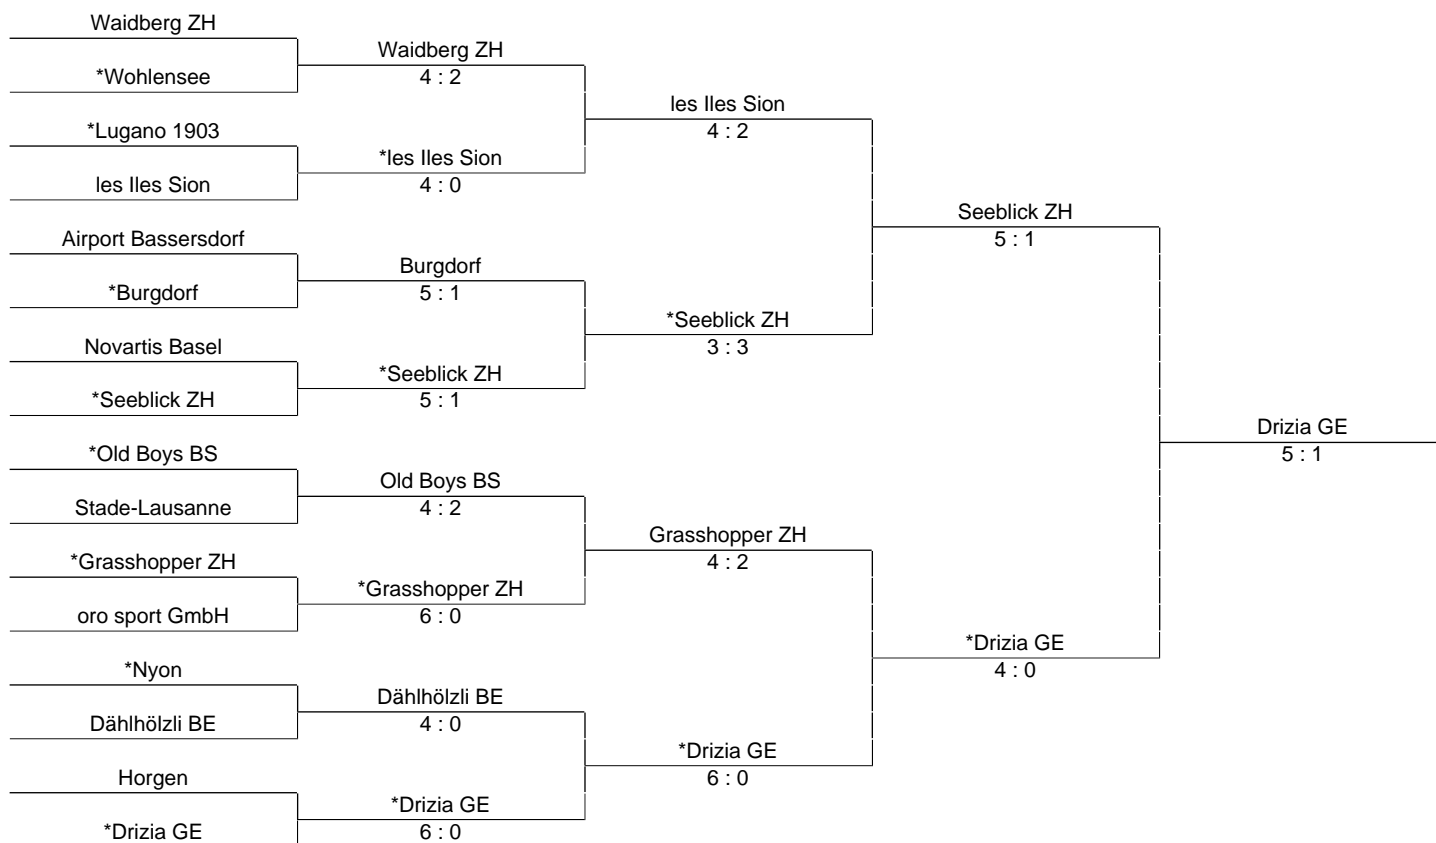 Waidberg ZH
*Wohlensee
*Lugano 1903
les Iles Sion
Airport Bassersdorf
*Burgdorf
Novartis Basel
*Seeblick ZH
*Old Boys BS
Stade-Lausanne
*Grasshopper ZH
oro sport GmbH
*Nyon
Dählhölzli BE
Horgen
*Drizia GE
Waidberg ZH
4 : 2
*les Iles Sion
4 : 0
Burgdorf
5 : 1
*Seeblick ZH
5 : 1
Old Boys BS
4 : 2
*Grasshopper ZH
6 : 0
Dählhölzli BE
4 : 0
*Drizia GE
6 : 0
les Iles Sion
4 : 2
*Seeblick ZH
3 : 3
Grasshopper ZH
4 : 2
*Drizia GE
6 : 0
Seeblick ZH
5 : 1
*Drizia GE
4 : 0
Drizia GE
5 : 1